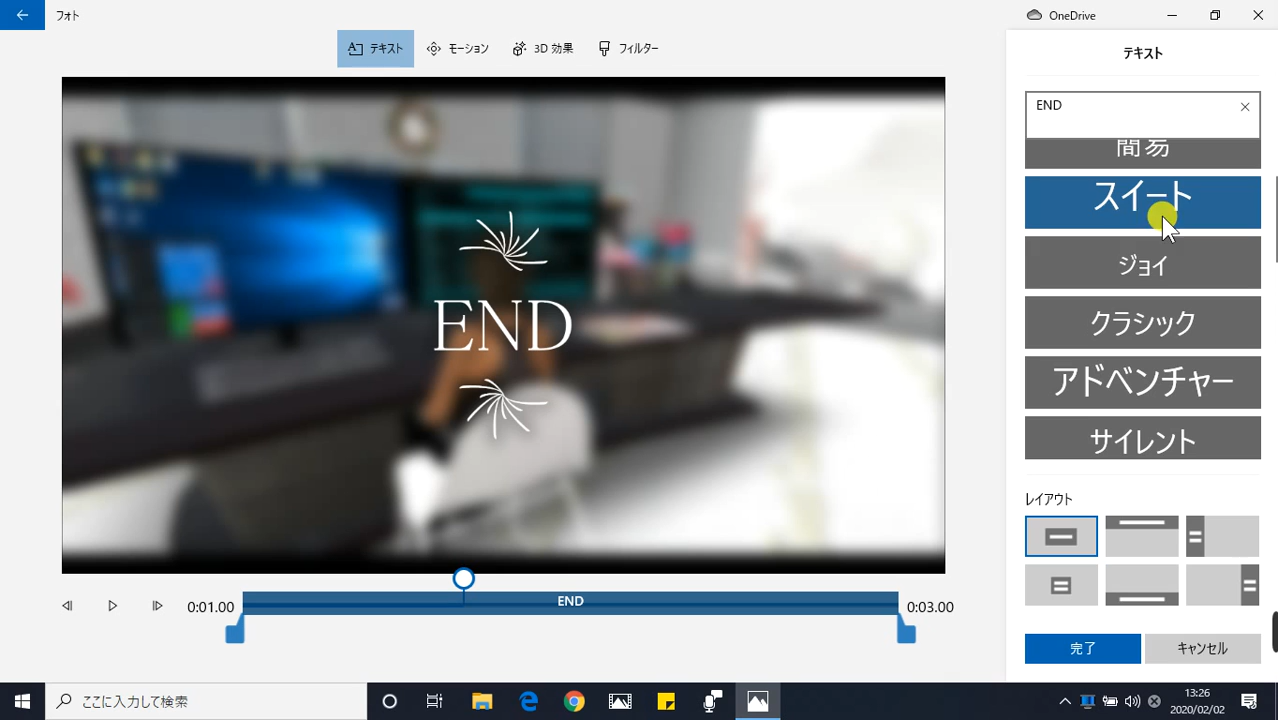 フォト
OneDrive
テキスト
モーション
3D 効果
フィルター
テキスト
END
簡易
スイート
ジョイ
クラシック
アドベンチャー
サイレント
END
レイアウト
0:01.00
END
0:03.00
完了
キャンセル
ここに入力して検索
13:26
2020/02/02